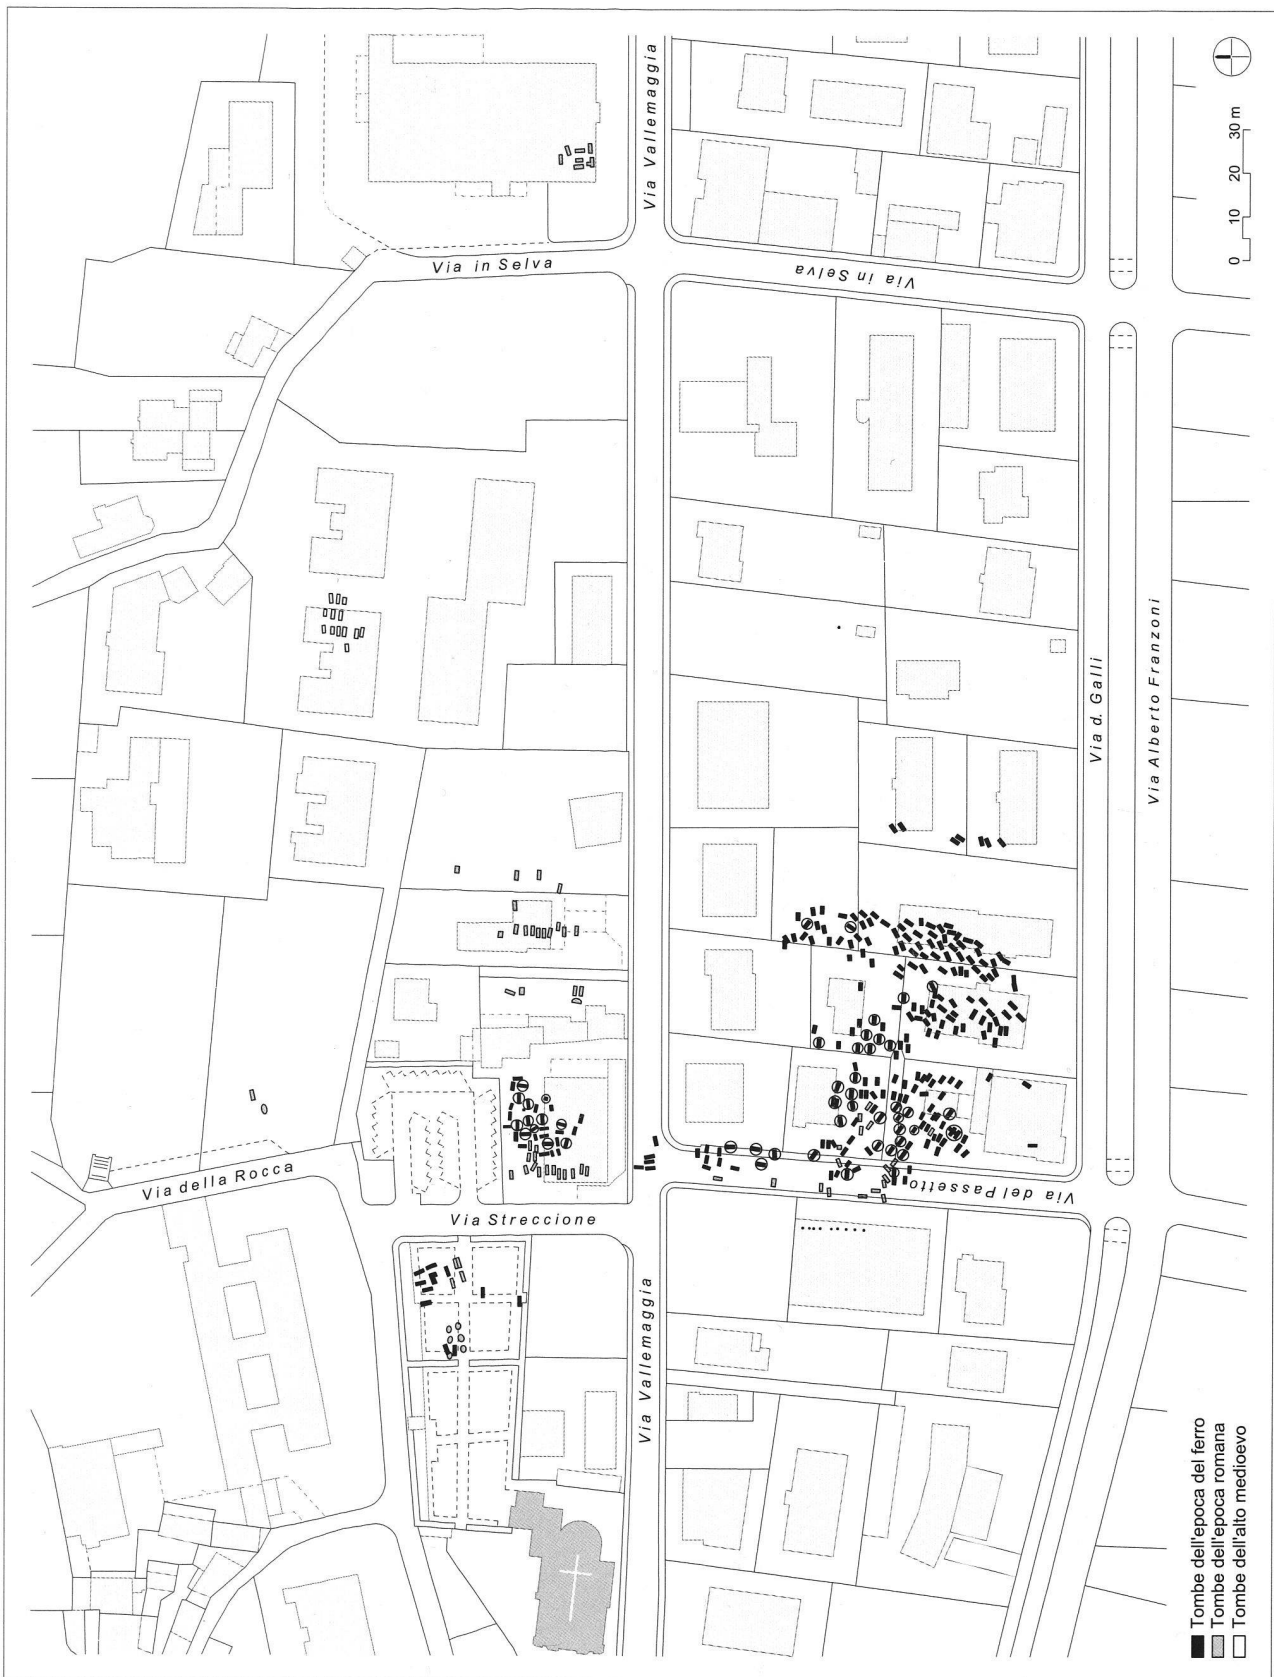 Via Vallemaggia
Via in Selva
Via in Selva
0 10 20 30 m
Via d. Galli
Via Alberto Franzoni
Via della Rocca
Via Streccione
Via del Passetto
Via Vallemaggia
Tombe dell'epoca del ferro
Tombe dell'epoca romana
Tombe dell'alto medioevo